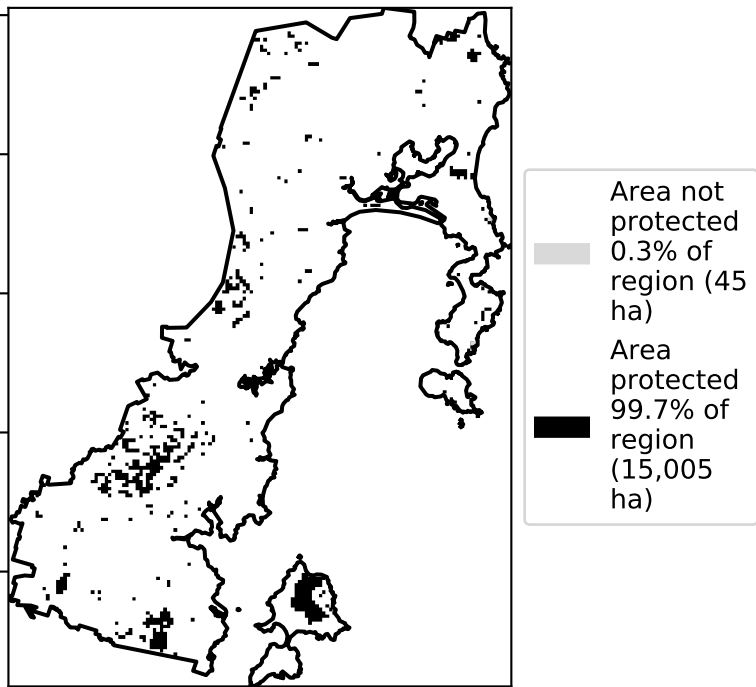 Area not
protected
0.3% of
region (45
ha)
Area
protected
99.7% of
region
(15,005
ha)